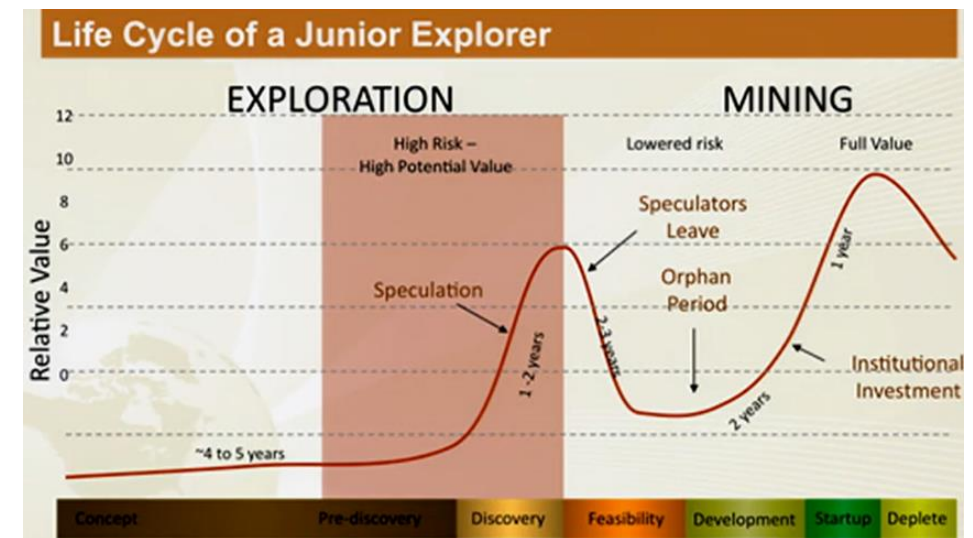 Life Cycle of a Junior Explorer
EXPLORATION
MINING
12
10
8
6
4
2
0
Relative Value
High Risk –
High Potential Value
Lowered risk
Full Value
Speculation
Speculators
Leave
Orphan
Period
Institutional
Investment
~4 to 5 years
1 -2 years
2-3 years
2 years
1 year
Concept
Pre-discovery
Discovery
Feasibility
Development
Startup
Deplete